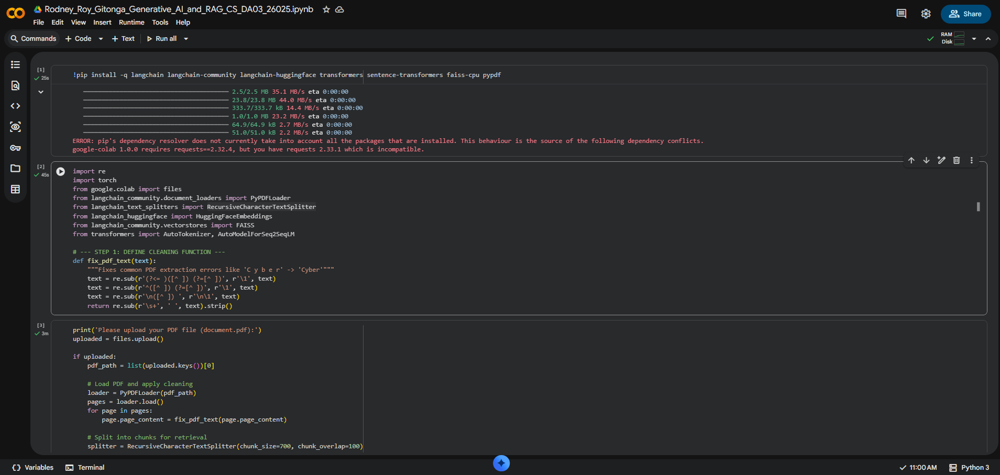 Rodney_Roy_Gitonga_Generative_AI_and_RAG_CS_DA03_26025.ipynb
File Edit View Insert Runtime Tools Help
Share
Commands + Code + Text Run all
RAM
Disk
[1]
25s
!pip install -q langchain langchain-community langchain-huggingface transformers sentence-transformers faiss-cpu pypdf
2.5/2.5 MB 35.1 MB/s eta 0:00:00
23.8/23.8 MB 44.0 MB/s eta 0:00:00
333.7/333.7 kB 14.4 MB/s eta 0:00:00
1.0/1.0 MB 23.2 MB/s eta 0:00:00
64.9/64.9 kB 2.7 MB/s eta 0:00:00
51.0/51.0 kB 2.2 MB/s eta 0:00:00
ERROR: pip's dependency resolver does not currently take into account all the packages that are installed. This behaviour is the source of the following dependency conflicts.
google-colab 1.0.0 requires requests==2.32.4, but you have requests 2.33.1 which is incompatible.
[2]
45s
import re
import torch
from google.colab import files
from langchain_community.document_loaders import PyPDFLoader
from langchain_text_splitters import RecursiveCharacterTextSplitter
from langchain_huggingface import HuggingFaceEmbeddings
from langchain_community.vectorstores import FAISS
from transformers import AutoTokenizer, AutoModelForSeq2SeqLM
# --- STEP 1: DEFINE CLEANING FUNCTION ---
def fix_pdf_text(text):
"""Fixes common PDF extraction errors like 'C y b e r' -> 'Cyber'"""
text = re.sub(r'(?<= )([^ ]) (?=[^ ])', r'\1', text)
text = re.sub(r'^([^ ]) (?=[^ ])', r'\1', text)
text = re.sub(r'\n([^ ]) ', r'\n\1', text)
return re.sub(r'\s+', ' ', text).strip()
[3]
3m
print('Please upload your PDF file (document.pdf):')
uploaded = files.upload()
if uploaded:
pdf_path = list(uploaded.keys())[0]
# Load PDF and apply cleaning
loader = PyPDFLoader(pdf_path)
pages = loader.load()
for page in pages:
page.page_content = fix_pdf_text(page.page_content)
# Split into chunks for retrieval
splitter = RecursiveCharacterTextSplitter(chunk_size=700, chunk_overlap=100)
Variables Terminal
11:00 AM Python 3